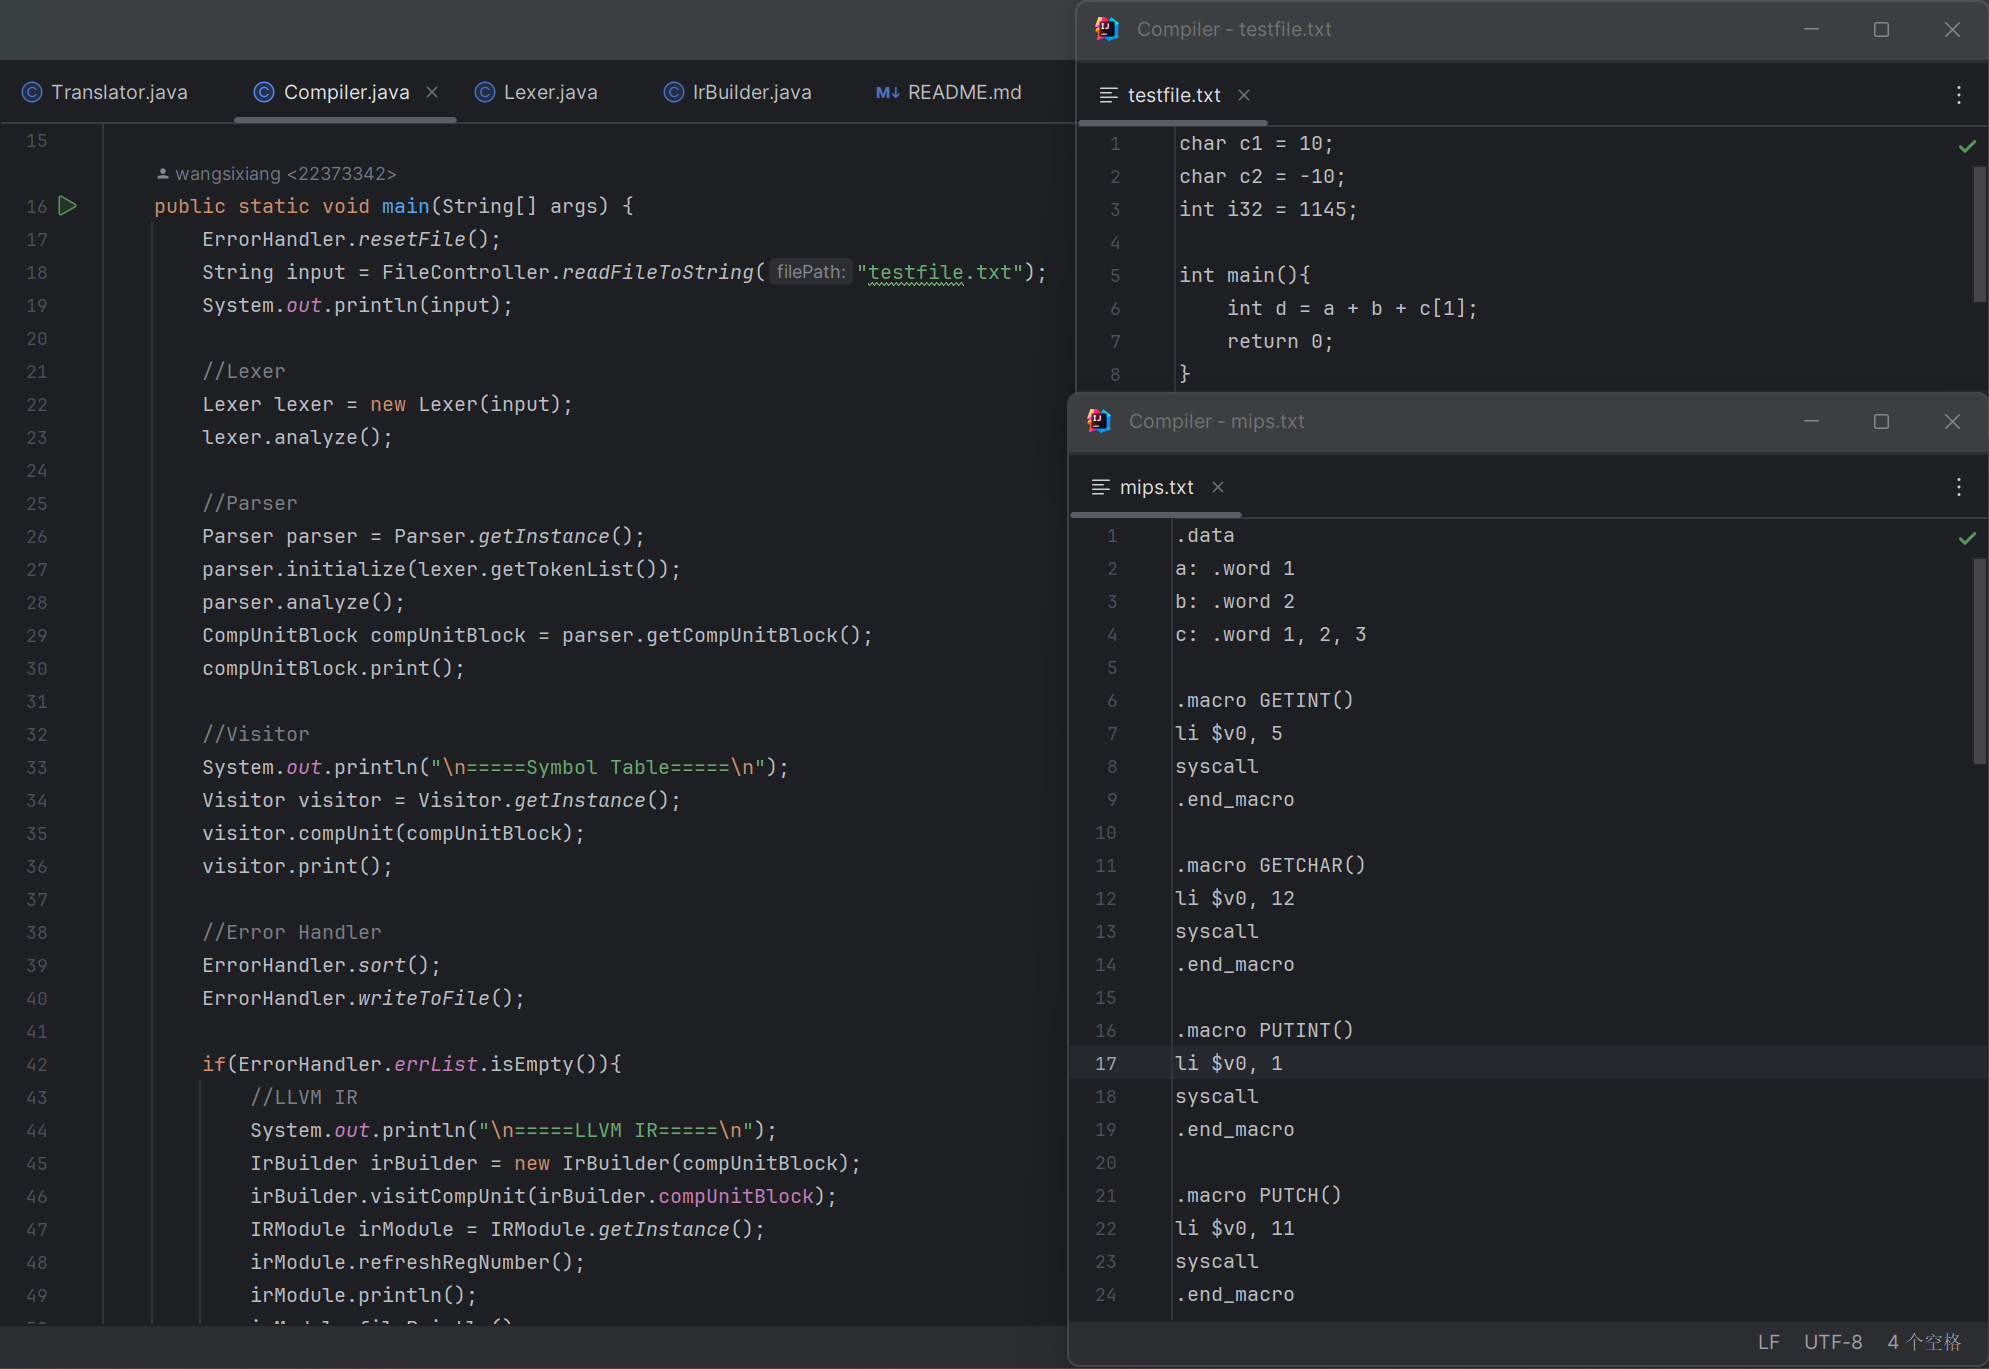 Translator.java
Compiler.java
Lexer.java
IrBuilder.java
README.md
15
wangsixiang <22373342>
16 public static void main(String[] args) {
17 ErrorHandler.resetFile();
18 String input = FileController.readFileToString( filePath: "testfile.txt");
19 System.out.println(input);
20
21 //Lexer
22 Lexer lexer = new Lexer(input);
23 lexer.analyze();
24
25 //Parser
26 Parser parser = Parser.getInstance();
27 parser.initialize(lexer.getTokenList());
28 parser.analyze();
29 CompUnitBlock compUnitBlock = parser.getCompUnitBlock();
30 compUnitBlock.print();
31
32 //Visitor
33 System.out.println("\n=====Symbol Table=====\n");
34 Visitor visitor = Visitor.getInstance();
35 visitor.compUnit(compUnitBlock);
36 visitor.print();
37
38 //Error Handler
39 ErrorHandler.sort();
40 ErrorHandler.writeToFile();
41
42 if(ErrorHandler.errList.isEmpty()){
43 //LLVM IR
44 System.out.println("\n=====LLVM IR=====\n");
45 IrBuilder irBuilder = new IrBuilder(compUnitBlock);
46 irBuilder.visitCompUnit(irBuilder.compUnitBlock);
47 IRModule irModule = IRModule.getInstance();
48 irModule.refreshRegNumber();
49 irModule.println();
Compiler - testfile.txt
testfile.txt
1 char c1 = 10;
2 char c2 = -10;
3 int i32 = 1145;
4
5 int main(){
6 int d = a + b + c[1];
7 return 0;
8 }
Compiler - mips.txt
mips.txt
1 .data
2 a: .word 1
3 b: .word 2
4 c: .word 1, 2, 3
5
6 .macro GETINT()
7 li $v0, 5
8 syscall
9 .end_macro
10
11 .macro GETCHAR()
12 li $v0, 12
13 syscall
14 .end_macro
15
16 .macro PUTINT()
17 li $v0, 1
18 syscall
19 .end_macro
20
21 .macro PUTCH()
22 li $v0, 11
23 syscall
24 .end_macro
LF UTF-8 4 个空格